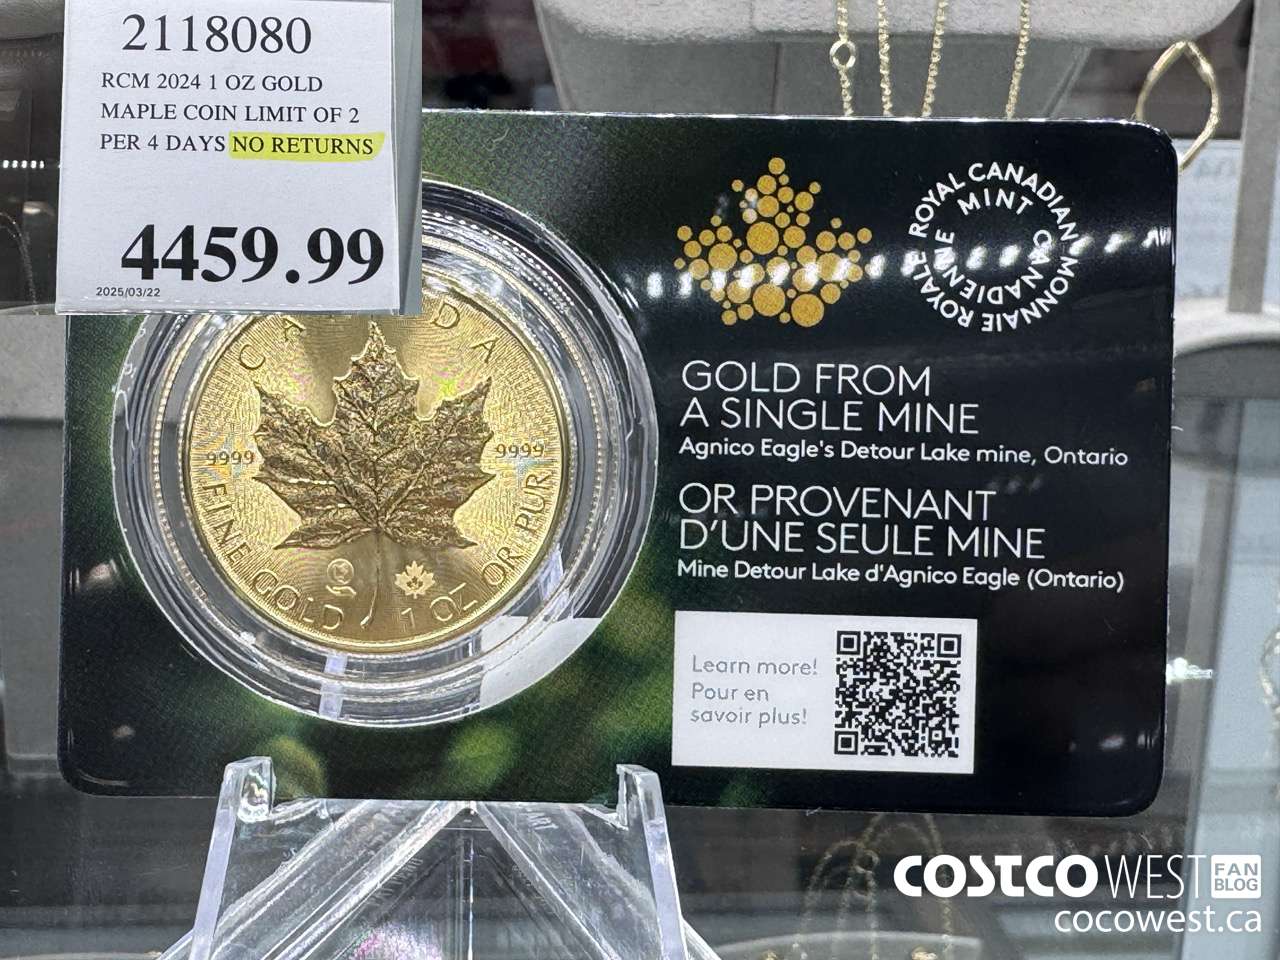 2118080
RCM 2024 1 OZ GOLD
MAPLE COIN LIMIT OF 2
PER 4 DAYS NO RETURNS
4459.99
2025/03/22
CANADA
9999
9999
FINE GOLD 1 OZ OR PUR
ROYAL CANADIAN MINT
MONNAIE ROYALE CANADIENNE
GOLD FROM
A SINGLE MINE
Agnico Eagle's Detour Lake mine, Ontario
OR PROVENANT
D'UNE SEULE MINE
Mine Detour Lake d'Agnico Eagle (Ontario)
Learn more!
Pour en
savoir plus!
COSTCO WEST FAN
BLOG
cocowest.ca